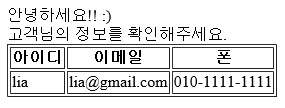 안녕하세요!! :)
고객님의 정보를 확인해주세요.
아이디 이메일 폰
lia lia@gmail.com 010-1111-1111